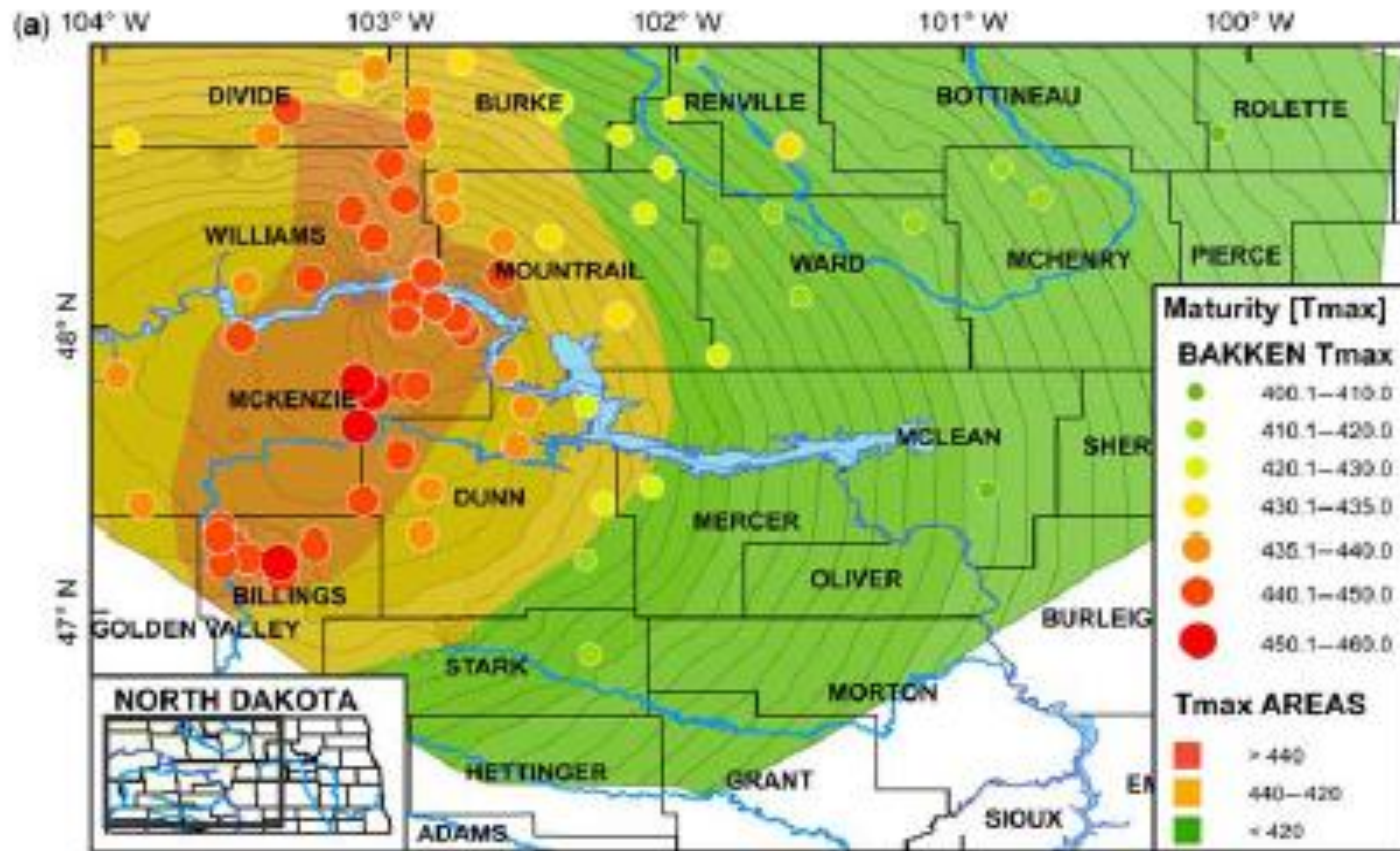 (a) 104° W 103° W 102° W 101° W 100° W
DIVIDE BURKE RENVILLE BOTTINEAU ROLETTE
WILLIAMS MOUNTRAIL WARD MCHENRY PIERCE
48° N
MCKENZIE MCLEAN SHER
DUNN MERCER
OLIVER
BILLINGS
47° N
GOLDEN VALLEY BURLEIG
STARK MORTON
HETTINGER GRANT
ADAMS SIOUX EM
NORTH DAKOTA
Maturity [Tmax]
BAKKEN Tmax
400.1—410.0
410.1—420.0
420.1—430.0
430.1—435.0
435.1—440.0
440.1—450.0
450.1—460.0
Tmax AREAS
> 440
440—420
< 420